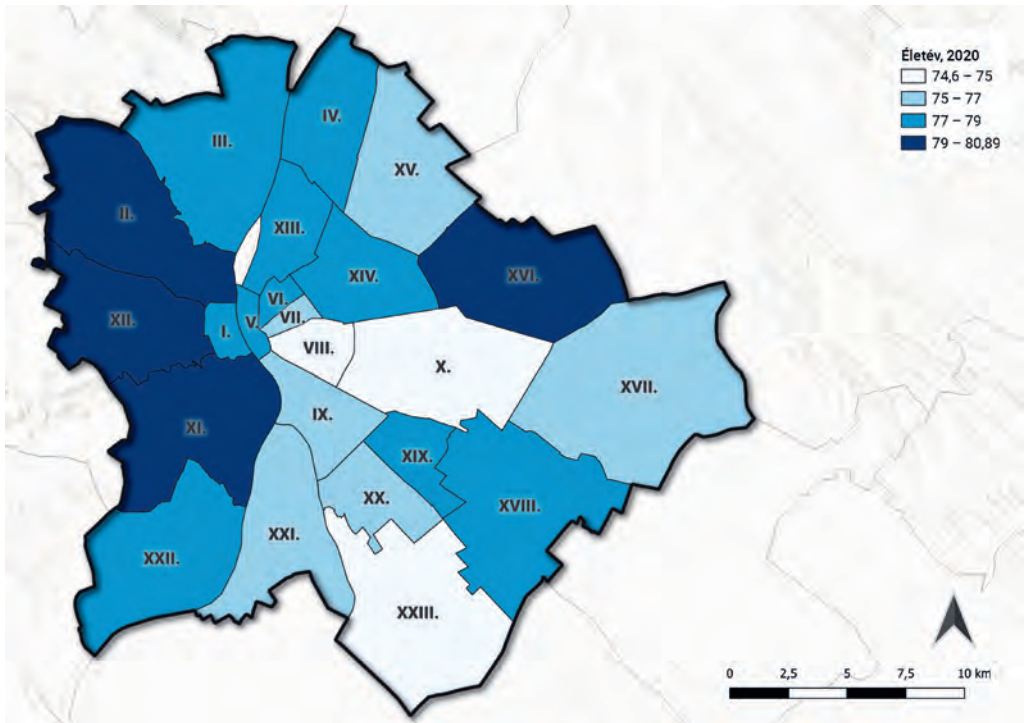 Életév, 2020
74,6 – 75
75 – 77
77 – 79
79 – 80,89
IV.
III.
XV.
II.
XIII.
XVI.
XIV.
VI.
XII.
I.
V.
VII.
VIII.
X.
XVII.
IX.
XI.
XIX.
XX.
XVIII.
XXI.
XXII.
XXIII.
0 2,5 5 7,5 10 km